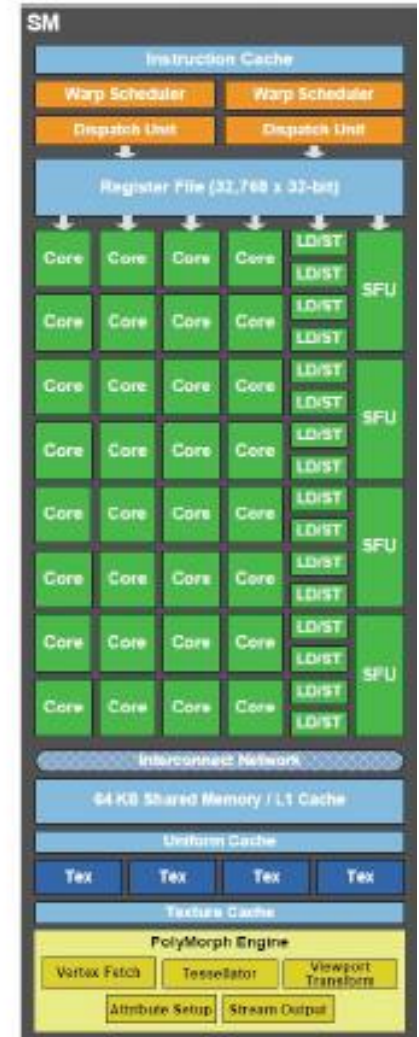 SM
Instruction Cache
Warp Scheduler Warp Scheduler
Dispatch Unit Dispatch Unit
Register File (32,768 x 32-bit)
Core Core Core Core LD/ST
LD/ST
SFU
Core Core Core Core LD/ST
LD/ST
Core Core Core Core LD/ST
LD/ST
SFU
Core Core Core Core LD/ST
LD/ST
Core Core Core Core LD/ST
LD/ST
SFU
Core Core Core Core LD/ST
LD/ST
Core Core Core Core LD/ST
LD/ST
SFU
Core Core Core Core LD/ST
LD/ST
Interconnect Network
64 KB Shared Memory / L1 Cache
Uniform Cache
Tex Tex Tex Tex
Texture Cache
PolyMorph Engine
Vertex Fetch Tessellator Viewport Transform
Attribute Setup Stream Output